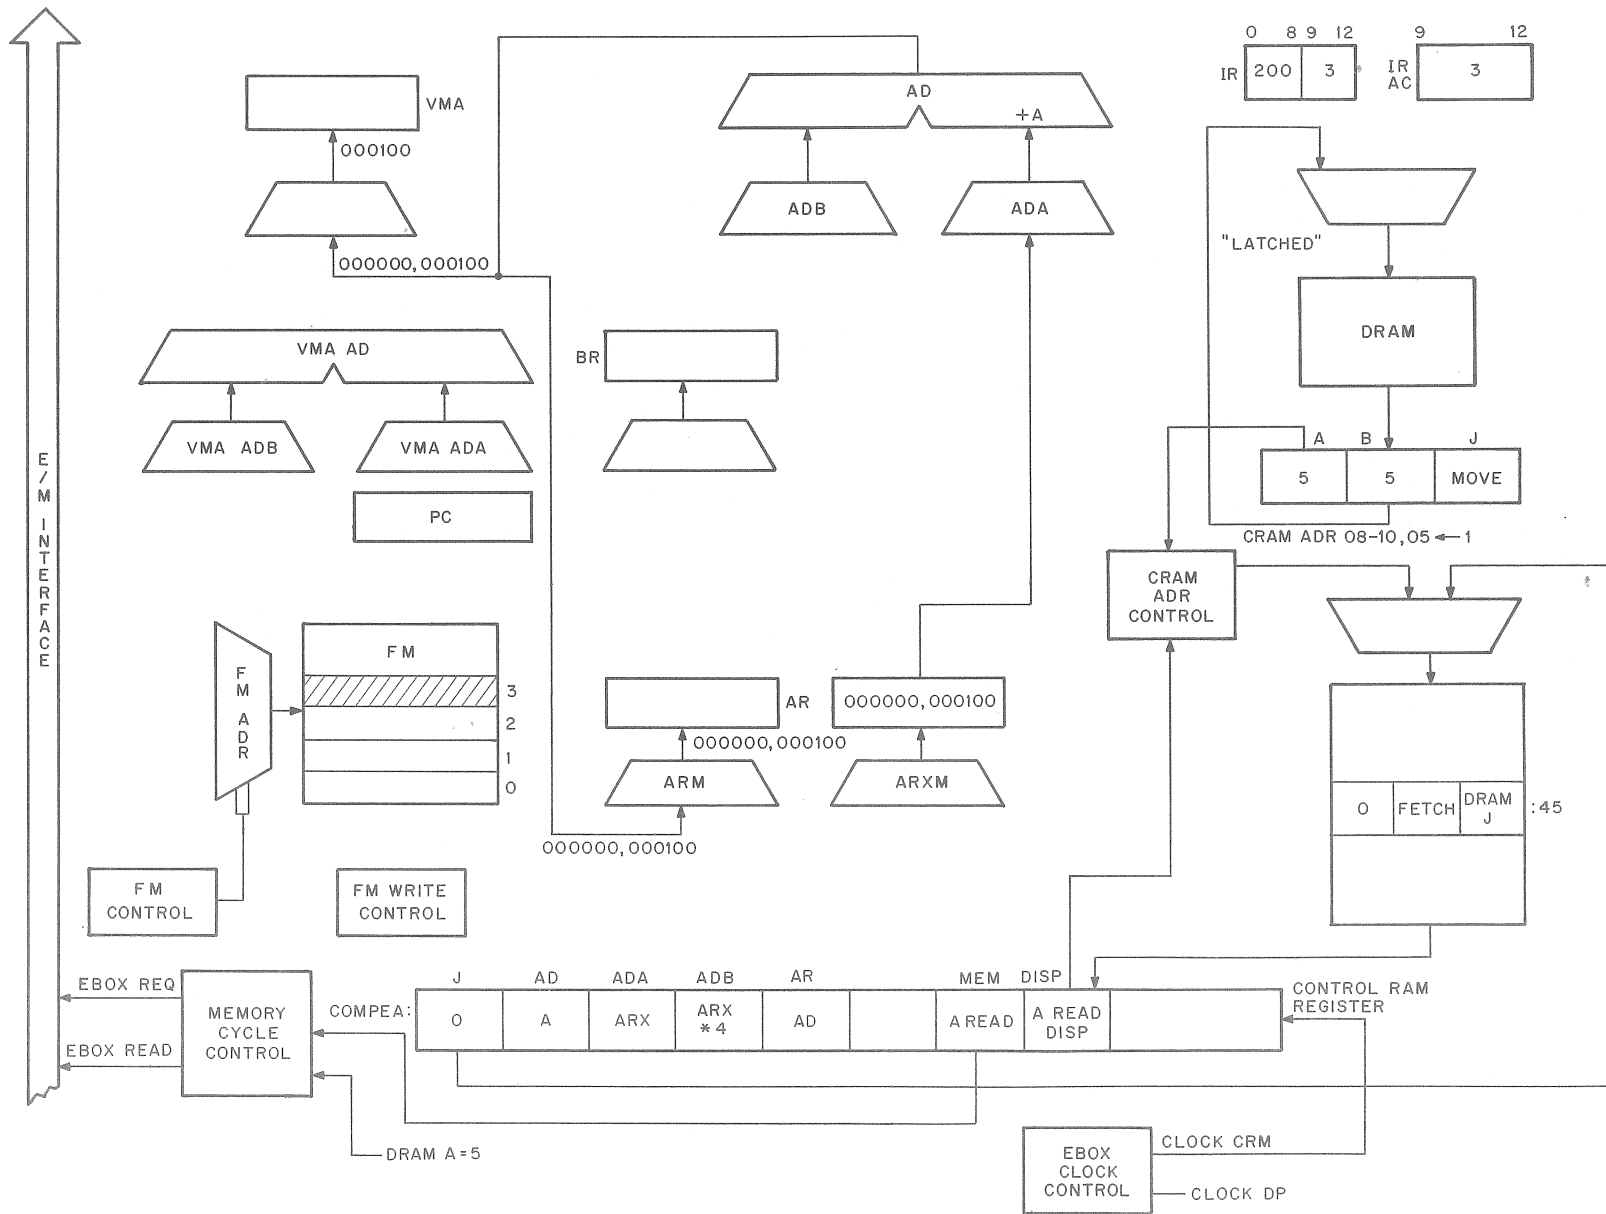 0 8 9 12
9 12
IR 200 3
IR AC 3
VMA
AD
+A
000100
ADB
ADA
"LATCHED"
000000,000100
DRAM
VMA AD
BR
VMA ADB
VMA ADA
A B J
5 5 MOVE
PC
CRAM ADR 08-10,05 ← 1
E/M INTERFACE
CRAM
ADR
CONTROL
FM
FM ADR
3
2
1
0
AR
000000,000100
000000,000100
ARM
ARXM
0 FETCH DRAM J :45
000000,000100
FM
CONTROL
FM WRITE
CONTROL
J AD ADA ADB AR MEM DISP
EBOX REQ
MEMORY
CYCLE
CONTROL
COMPEA:
0 A ARX ARX *4 AD A READ A READ DISP
CONTROL RAM
REGISTER
EBOX READ
DRAM A=5
EBOX
CLOCK
CONTROL
CLOCK CRM
CLOCK DP